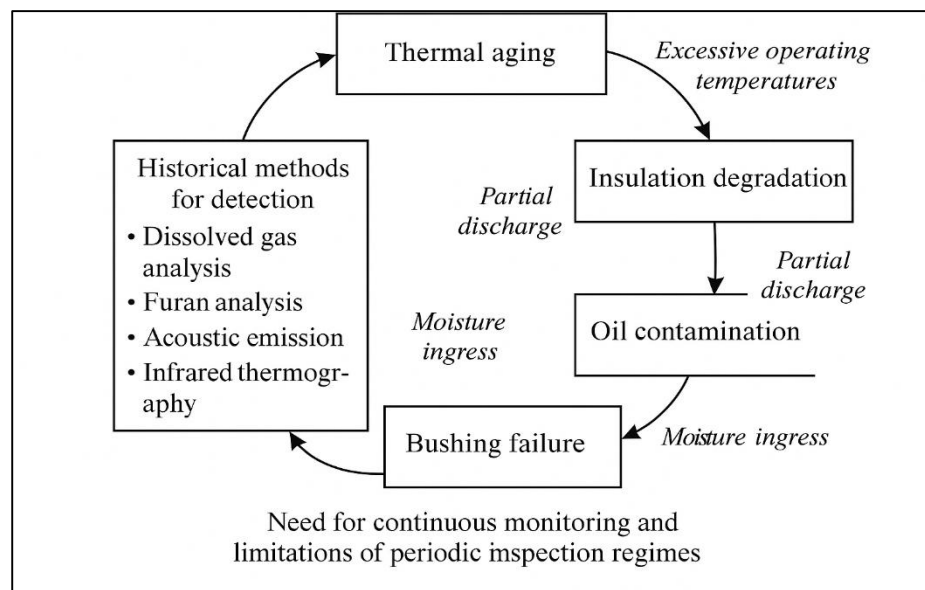 Thermal aging
Excessive operating
temperatures
Historical methods
for detection
• Dissolved gas
analysis
• Furan analysis
• Acoustic emission
• Infrared thermogr-
aphy
Insulation degradation
Partial
discharge
Partial
discharge
Oil contamination
Moisture
ingress
Moisture ingress
Bushing failure
Need for continuous monitoring and
limitations of periodic inspection regimes